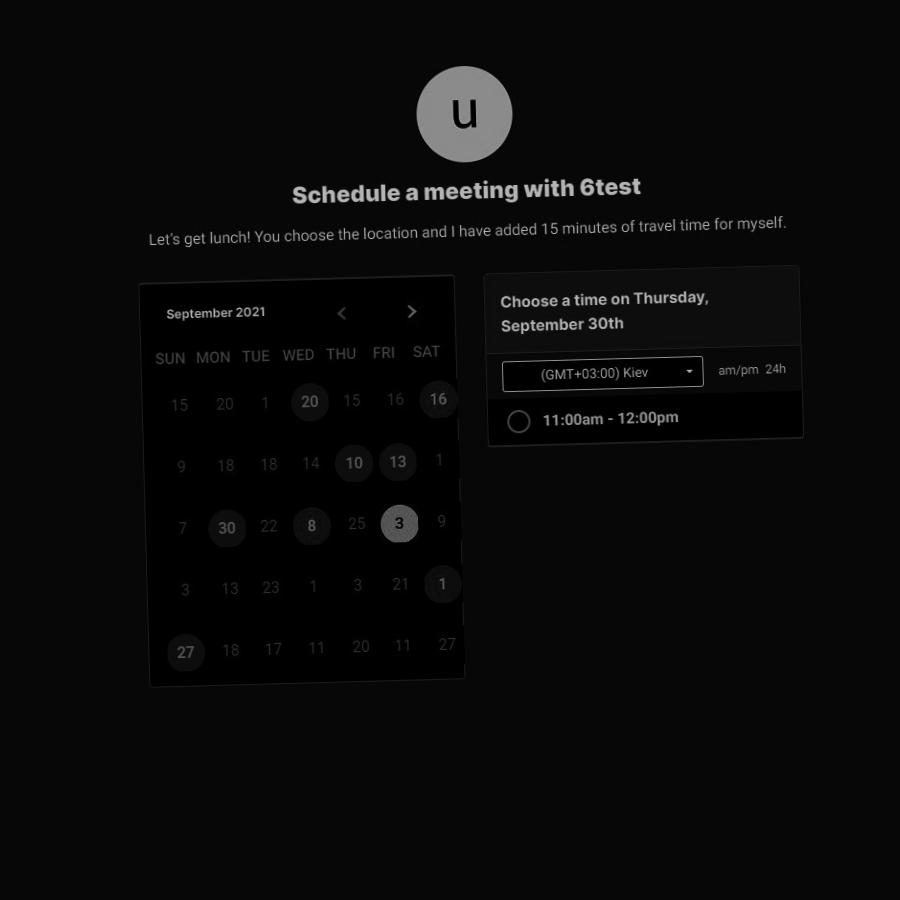 u
Schedule a meeting with 6test
Let's get lunch! You choose the location and I have added 15 minutes of travel time for myself.
September 2021
SUN MON TUE WED THU FRI SAT
15 20 1 20 15 16 16
9 18 18 14 10 13 1
7 30 22 8 25 3 9
3 13 23 1 3 21 1
27 18 17 11 20 11 27
Choose a time on Thursday,
September 30th
(GMT+03:00) Kiev am/pm 24h
11:00am - 12:00pm